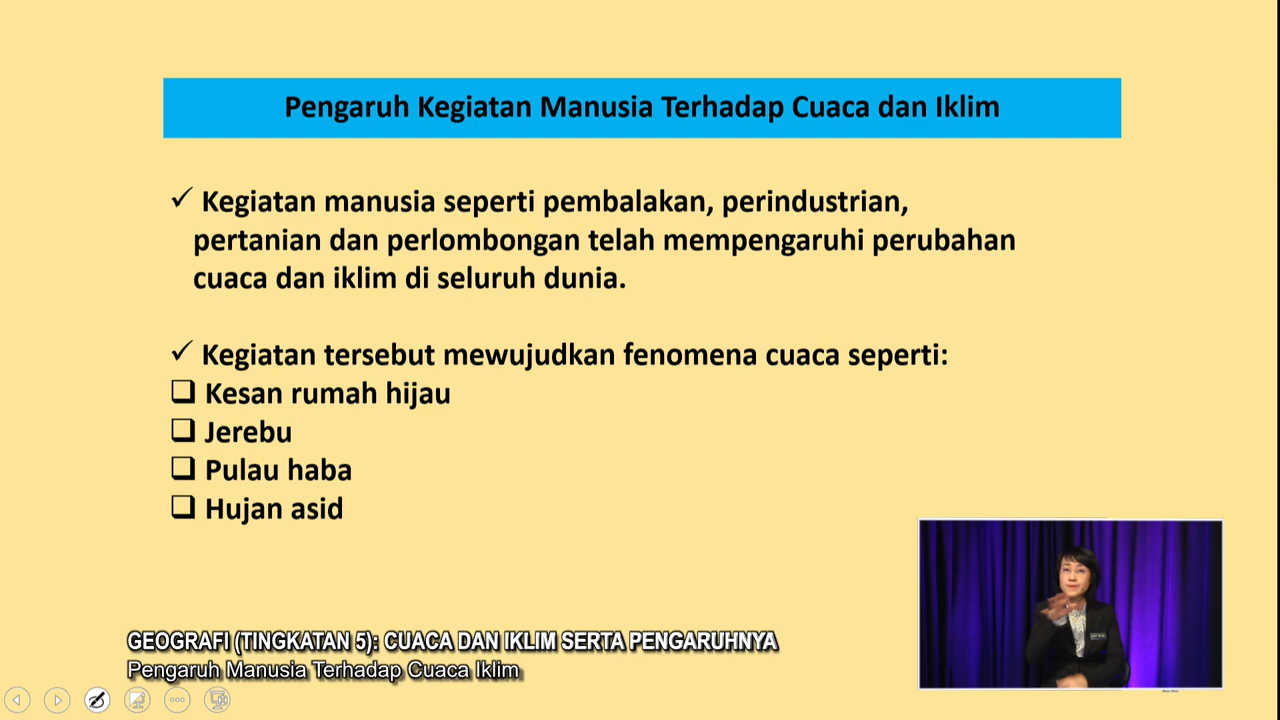 Pengaruh Kegiatan Manusia Terhadap Cuaca dan Iklim
Kegiatan manusia seperti pembalakan, perindustrian,
pertanian dan perlombongan telah mempengaruhi perubahan
cuaca dan iklim di seluruh dunia.
Kegiatan tersebut mewujudkan fenomena cuaca seperti:
Kesan rumah hijau
Jerebu
Pulau haba
Hujan asid
GEOGRAFI (TINGKATAN 5): CUACA DAN IKLIM SERTA PENGARUHNYA
Pengaruh Manusia Terhadap Cuaca Iklim